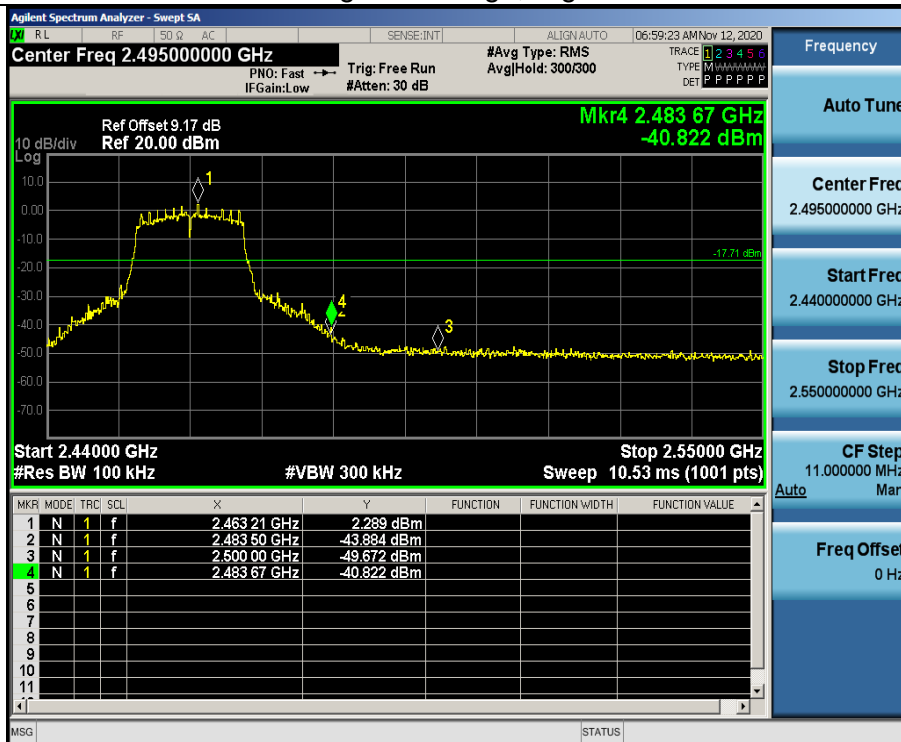 Agilent Spectrum Analyzer - Swept SA
LXI RL RF 50 Ω AC SENSE:INT ALIGN AUTO 06:59:23 AM Nov 12, 2020
Center Freq 2.495000000 GHz
PNO: Fast
IFGain:Low
Trig: Free Run
#Atten: 30 dB
#Avg Type: RMS
Avg|Hold: 300/300
TRACE 1 2 3 4 5 6
TYPE M
DET P P P P P P
Mkr4 2.483 67 GHz
-40.822 dBm
Ref Offset 9.17 dB
10 dB/div Ref 20.00 dBm
Log
10.0
0.00
-10.0
-20.0
-30.0
-40.0
-50.0
-60.0
-70.0
1
-17.71 dBm
4
3
Start 2.44000 GHz Stop 2.55000 GHz
#Res BW 100 kHz #VBW 300 kHz Sweep 10.53 ms (1001 pts)
MKR MODE TRC SCL X Y FUNCTION FUNCTION WIDTH FUNCTION VALUE
1 N 1 f 2.463 21 GHz 2.289 dBm
2 N 1 f 2.483 50 GHz -43.884 dBm
3 N 1 f 2.500 00 GHz -49.672 dBm
4 N 1 f 2.483 67 GHz -40.822 dBm
5
6
7
8
9
10
11
MSG STATUS
Frequency
Auto Tune
Center Freq
2.495000000 GHz
Start Freq
2.440000000 GHz
Stop Freq
2.550000000 GHz
CF Step
11.000000 MHz
Auto Man
Freq Offset
0 Hz